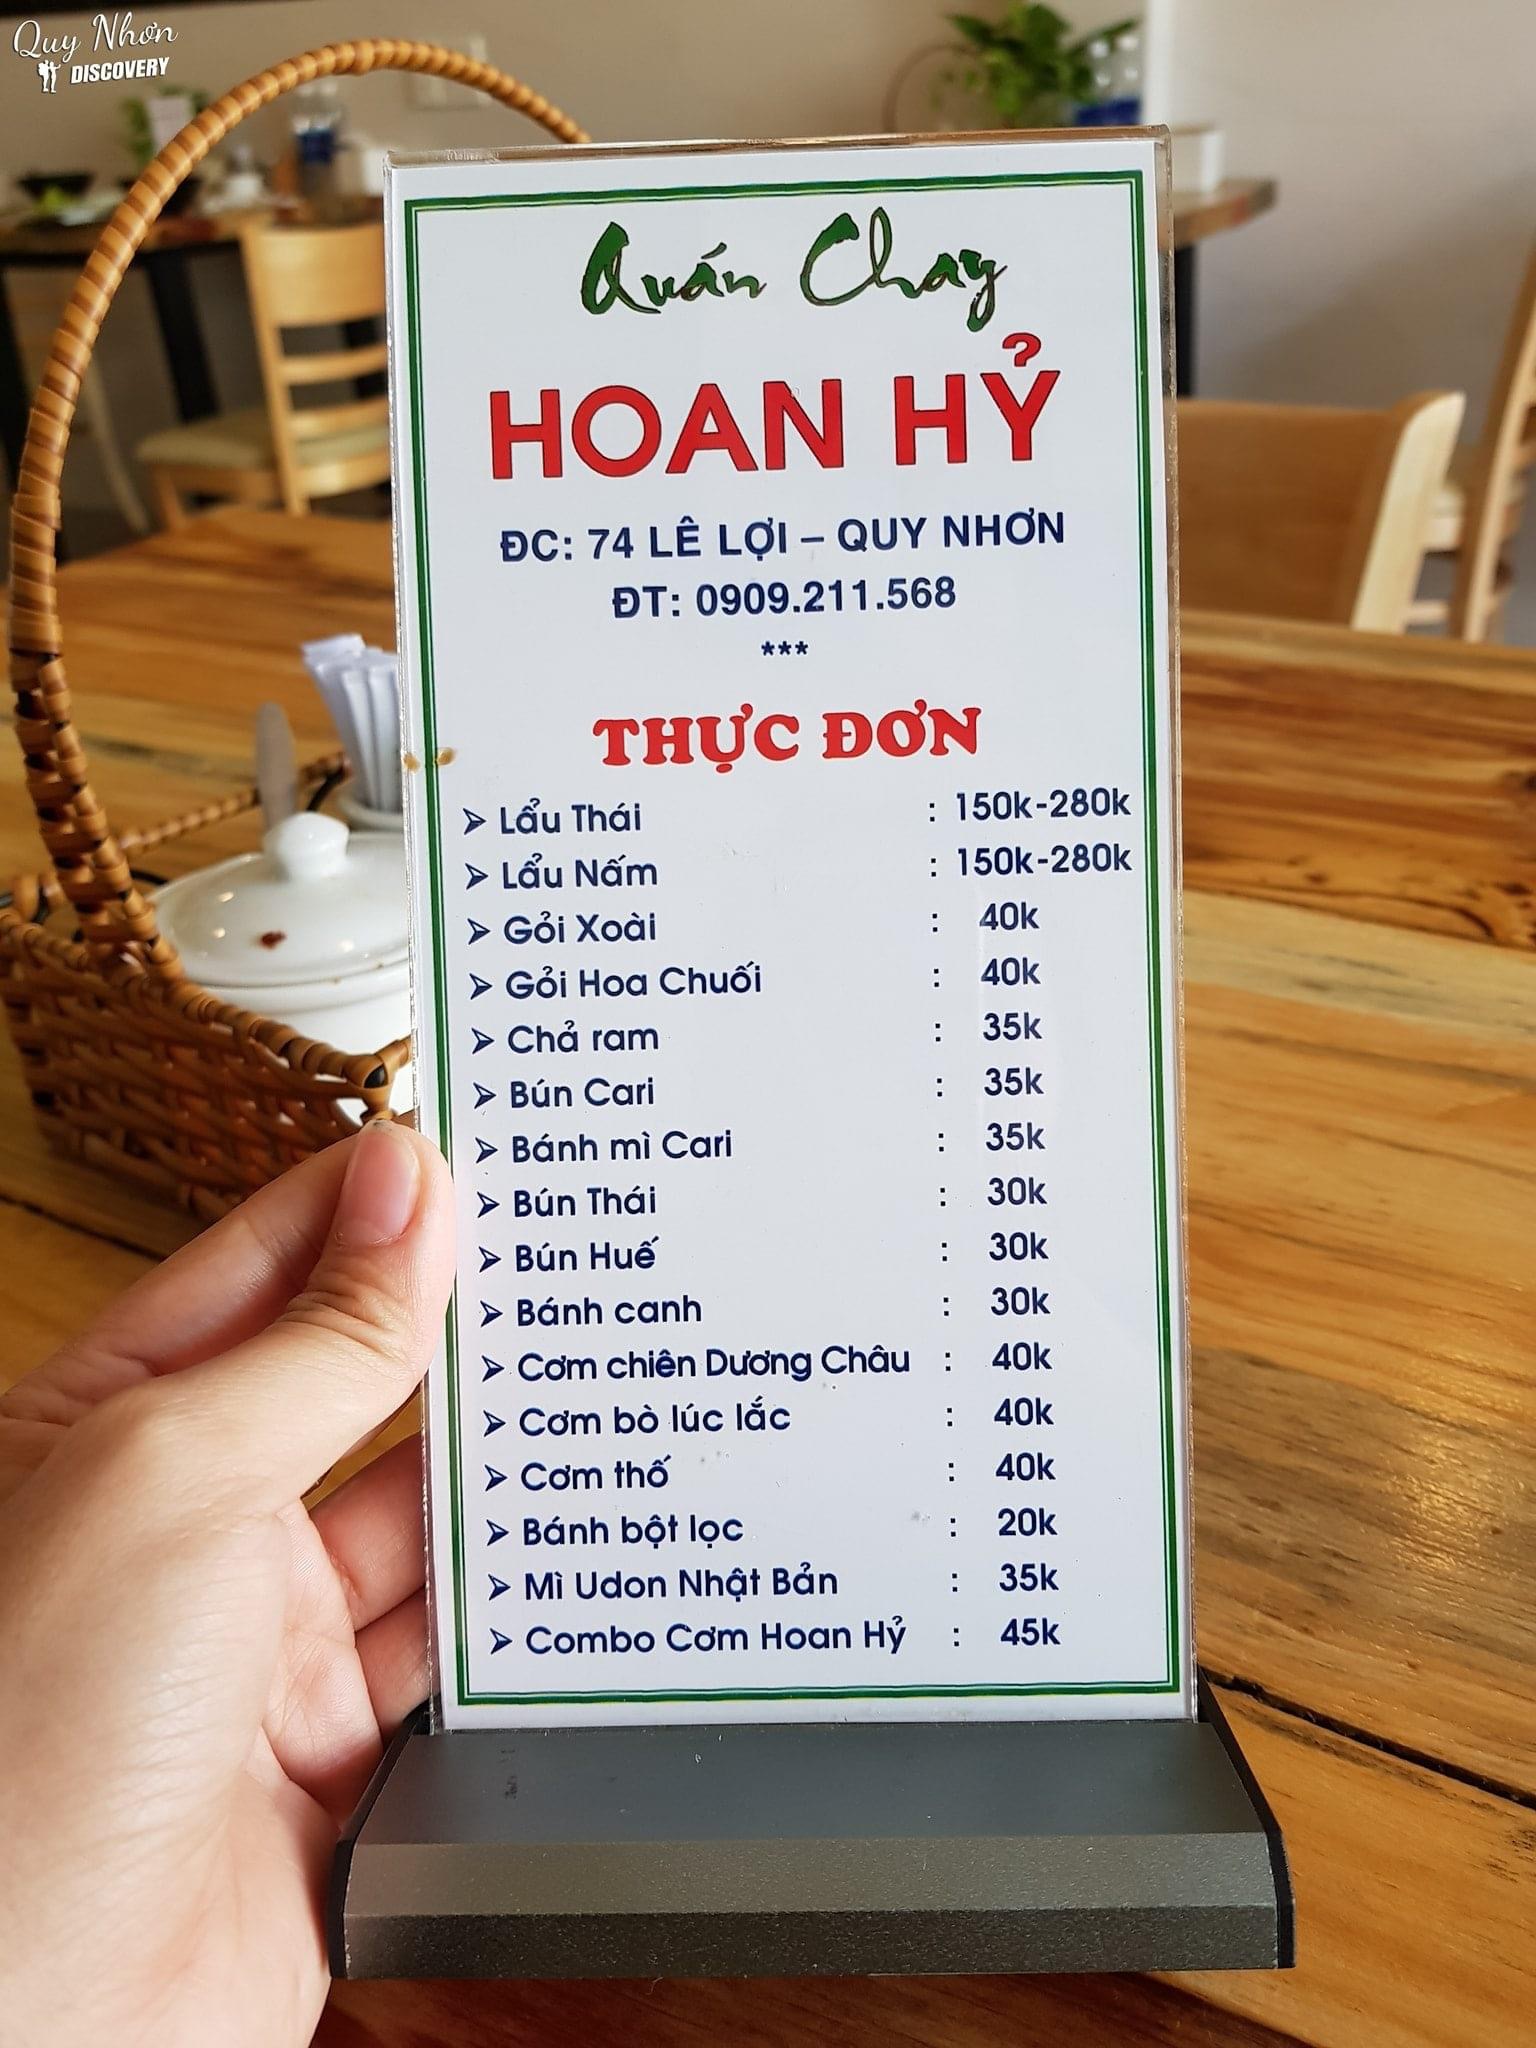 Quy Nhơn
DISCOVERY
Quán Chay
HOAN HỶ
ĐC: 74 LÊ LỢI – QUY NHƠN
ĐT: 0909.211.568
***
THỰC ĐƠN
➢ Lẩu Thái : 150k-280k
➢ Lẩu Nấm : 150k-280k
➢ Gỏi Xoài : 40k
➢ Gỏi Hoa Chuối : 40k
➢ Chả ram : 35k
➢ Bún Cari : 35k
➢ Bánh mì Cari : 35k
➢ Bún Thái : 30k
➢ Bún Huế : 30k
➢ Bánh canh : 30k
➢ Cơm chiên Dương Châu : 40k
➢ Cơm bò lúc lắc : 40k
➢ Cơm thố : 40k
➢ Bánh bột lọc : 20k
➢ Mì Udon Nhật Bản : 35k
➢ Combo Cơm Hoan Hỷ : 45k